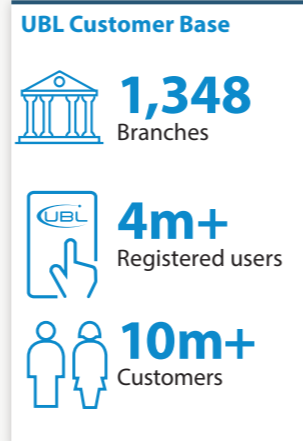 UBL Customer Base
1,348
Branches
UBL
4m+
Registered users
10m+
Customers